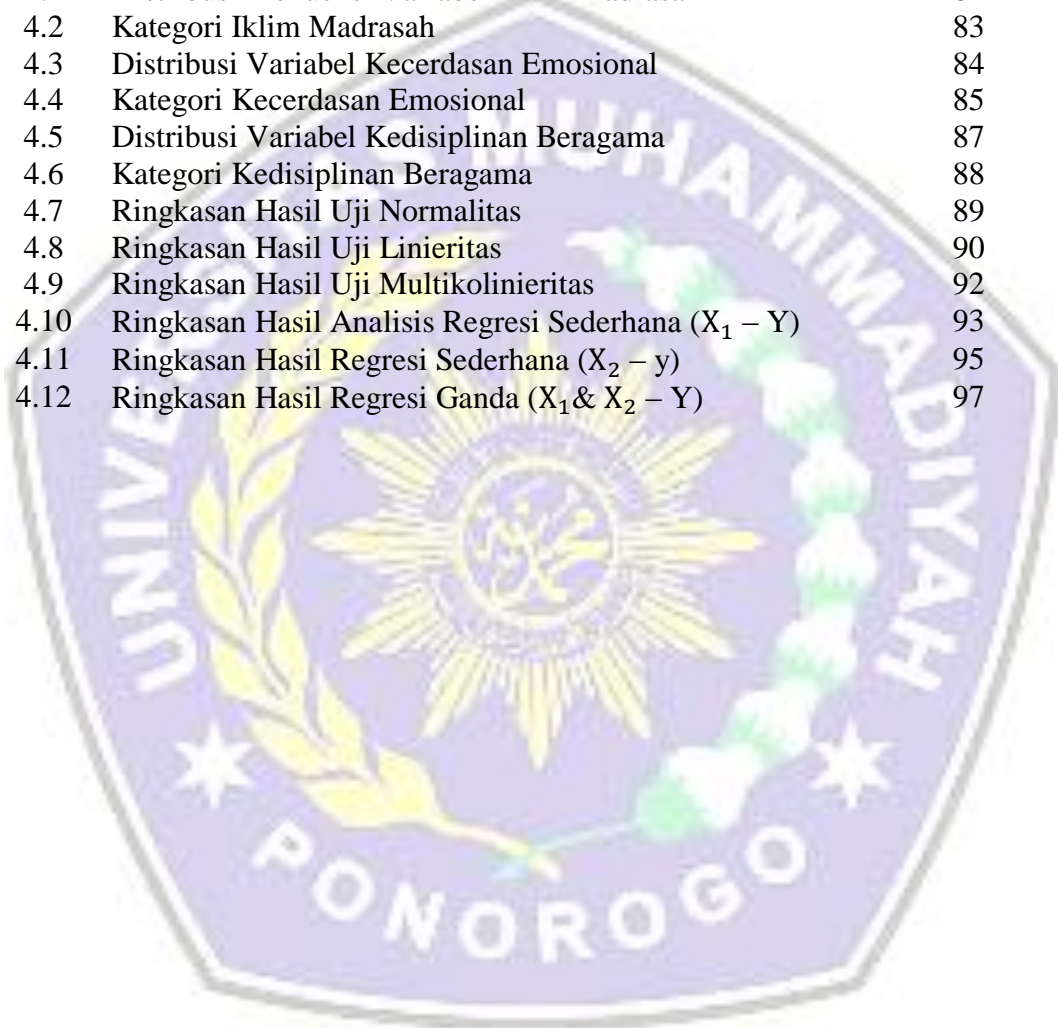 4.2 Kategori Iklim Madrasah 83
4.3 Distribusi Variabel Kecerdasan Emosional 84
4.4 Kategori Kecerdasan Emosional 85
4.5 Distribusi Variabel Kedisiplinan Beragama 87
4.6 Kategori Kedisiplinan Beragama 88
4.7 Ringkasan Hasil Uji Normalitas 89
4.8 Ringkasan Hasil Uji Linieritas 90
4.9 Ringkasan Hasil Uji Multikolinieritas 92
4.10 Ringkasan Hasil Analisis Regresi Sederhana (X₁ – Y) 93
4.11 Ringkasan Hasil Regresi Sederhana (X₂ – y) 95
4.12 Ringkasan Hasil Regresi Ganda (X₁& X₂ – Y) 97
UNIVERSITAS MUHAMMADIYAH
PONOROGO